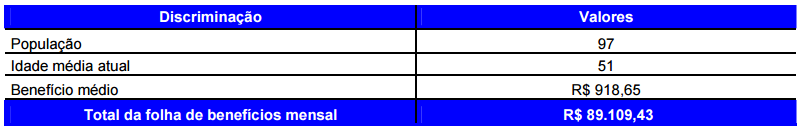 Discriminação Valores
População 97
Idade média atual 51
Benefício médio R$ 918,65
Total da folha de benefícios mensal R$ 89.109,43